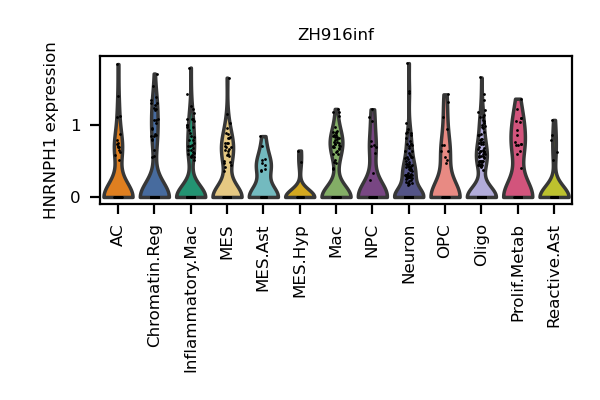 ZH916inf
HNRNPH1 expression
1
0
AC
Chromatin.Reg
Inflammatory.Mac
MES
MES.Ast
MES.Hyp
Mac
NPC
Neuron
OPC
Oligo
Prolif.Metab
Reactive.Ast